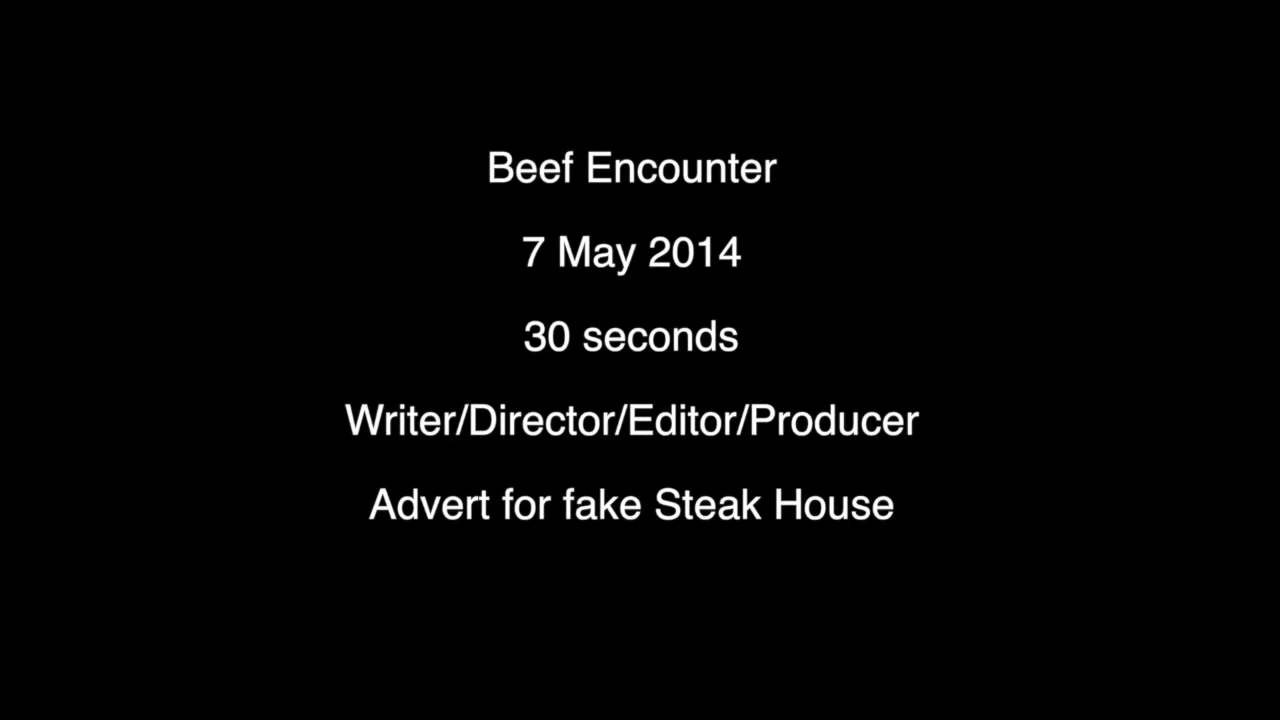 Beef Encounter
7 May 2014
30 seconds
Writer/Director/Editor/Producer
Advert for fake Steak House